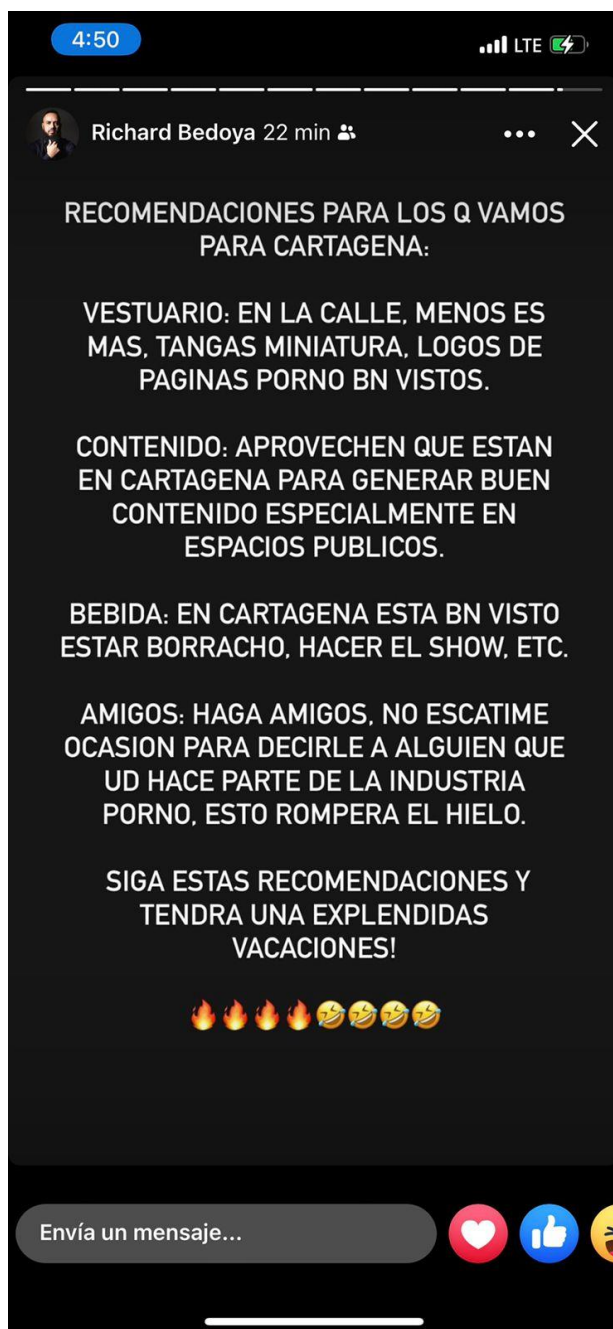 4:50
LTE
Richard Bedoya 22 min
RECOMENDACIONES PARA LOS Q VAMOS
PARA CARTAGENA:
VESTUARIO: EN LA CALLE, MENOS ES
MAS, TANGAS MINIATURA, LOGOS DE
PAGINAS PORNO BN VISTOS.
CONTENIDO: APROVECHEN QUE ESTAN
EN CARTAGENA PARA GENERAR BUEN
CONTENIDO ESPECIALMENTE EN
ESPACIOS PUBLICOS.
BEBIDA: EN CARTAGENA ESTA BN VISTO
ESTAR BORRACHO, HACER EL SHOW, ETC.
AMIGOS: HAGA AMIGOS, NO ESCATIME
OCASION PARA DECIRLE A ALGUIEN QUE
UD HACE PARTE DE LA INDUSTRIA
PORNO, ESTO ROMPERA EL HIELO.
SIGA ESTAS RECOMENDACIONES Y
TENDRA UNA EXPLENDIDAS
VACACIONES!
🔥🔥🔥🔥🤣🤣🤣🤣
Envía un mensaje...